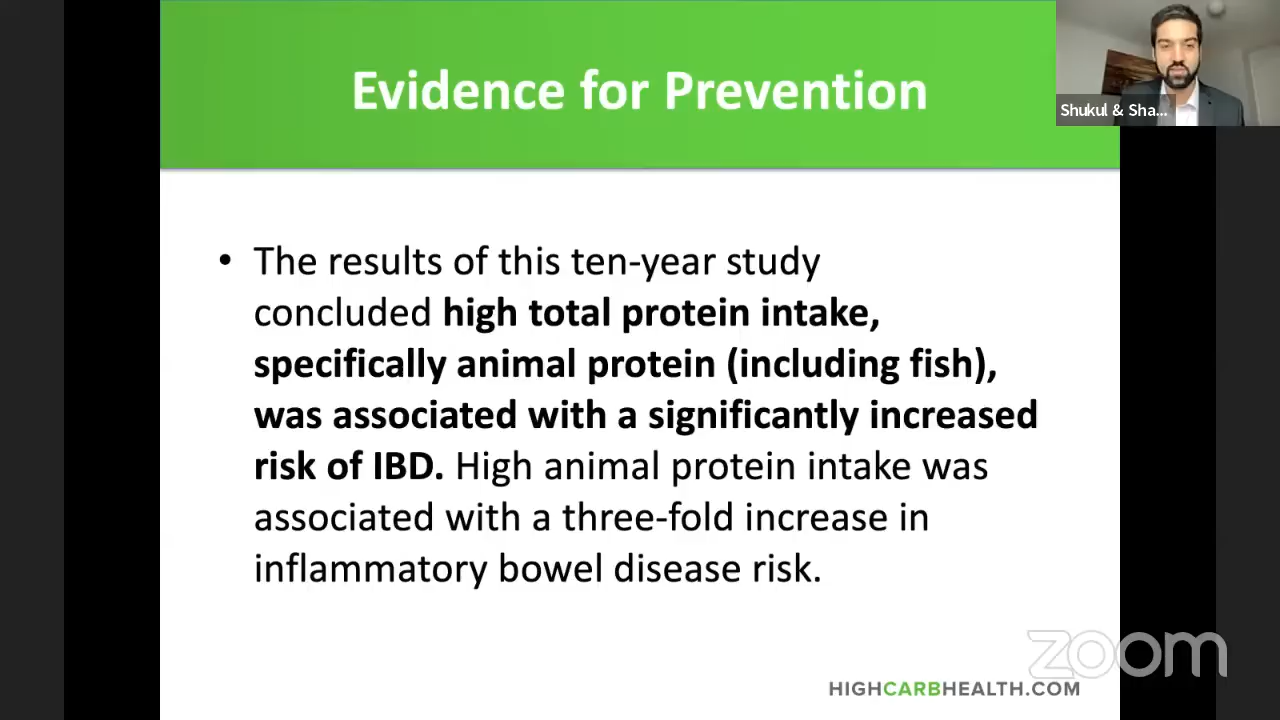 Evidence for Prevention
Shukul & Sha...
• The results of this ten-year study
concluded high total protein intake,
specifically animal protein (including fish),
was associated with a significantly increased
risk of IBD. High animal protein intake was
associated with a three-fold increase in
inflammatory bowel disease risk.
zoom
HIGHCARBHEALTH.COM